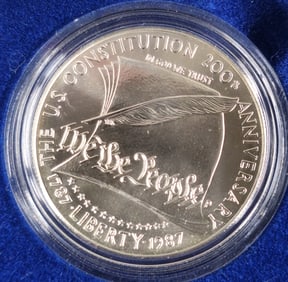 THE U.S. CONSTITUTION 200TH ANNIVERSARY
IN GOD WE TRUST
We the People
1787 · LIBERTY · 1987